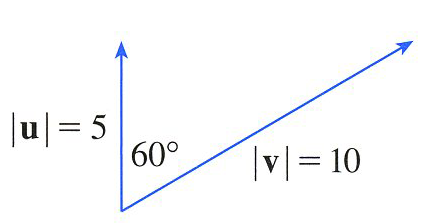 |u| = 5
60°
|v| = 10